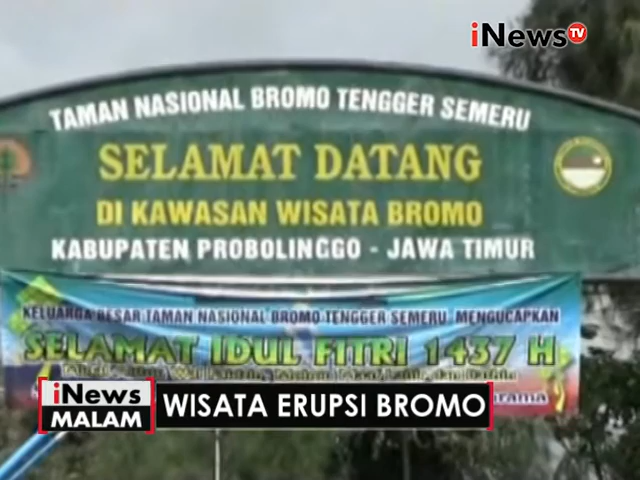 iNews TV
TAMAN NASIONAL BROMO TENGGER SEMERU
SELAMAT DATANG
DI KAWASAN WISATA BROMO
KABUPATEN PROBOLINGGO - JAWA TIMUR
KELUARGA BESAR TAMAN NASIONAL BROMO TENGGER SEMERU MENGUCAPKAN
SELAMAT IDUL FITRI 1437 H
iNews MALAM
WISATA ERUPSI BROMO